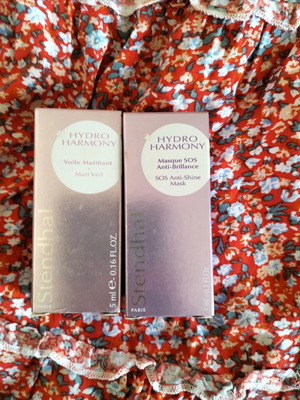 HYDRO
HARMONY
Voile Matifiant
Matt Veil
Stendhal
5 ml e - 0.16 FL.OZ.
HYDRO
HARMONY
Masque SOS
Anti-Brillance
SOS Anti-Shine
Mask
Stendhal
PARIS